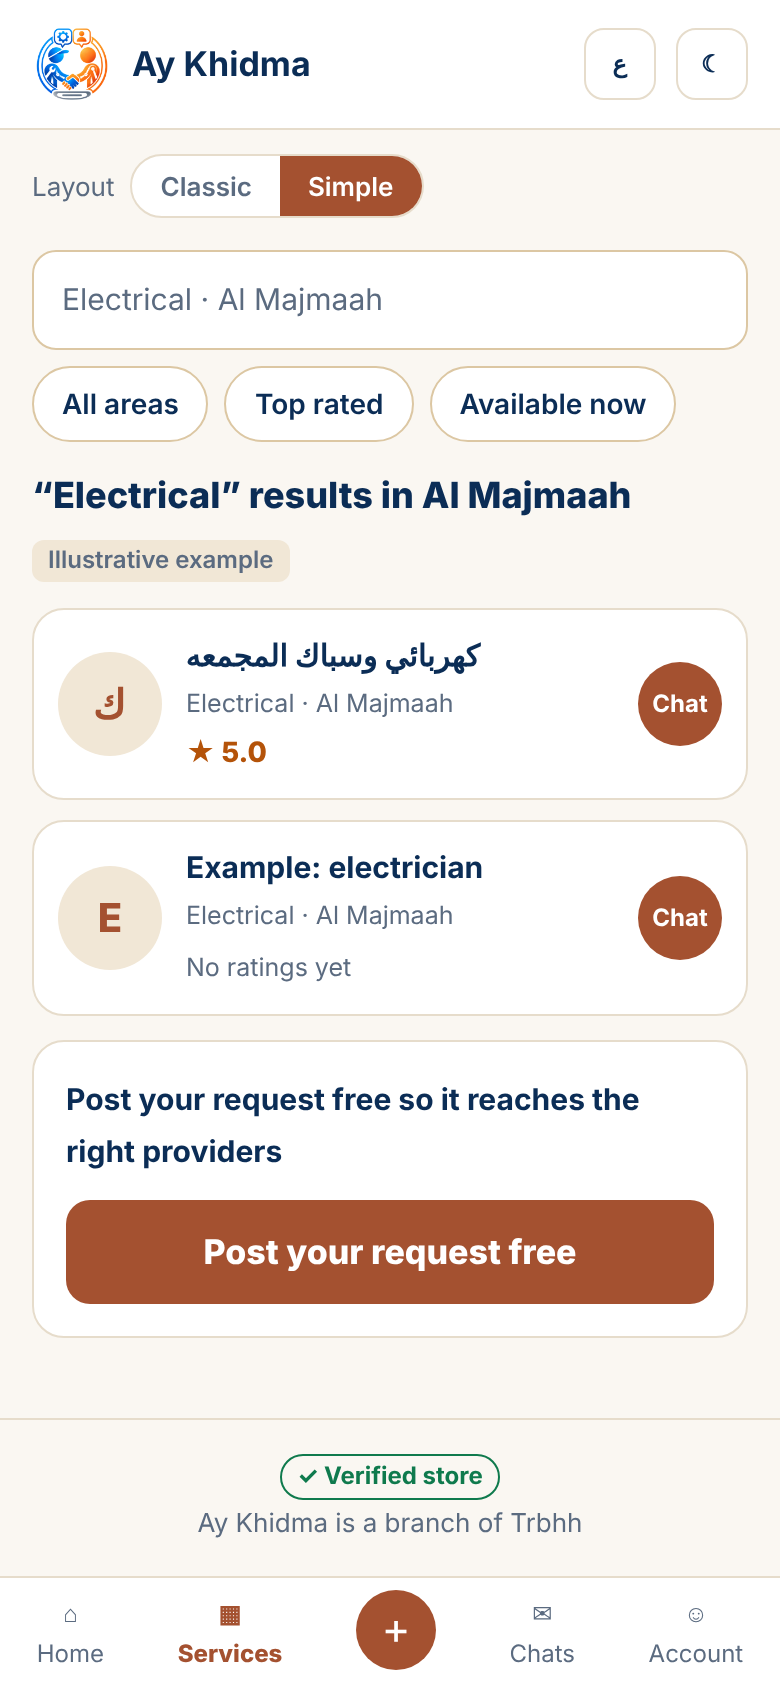 Ay Khidma
ع
Layout
Classic
Simple
Electrical · Al Majmaah
All areas
Top rated
Available now
“Electrical” results in Al Majmaah
Illustrative example
ك
كهربائي وسباك المجمعه
Electrical · Al Majmaah
★ 5.0
Chat
E
Example: electrician
Electrical · Al Majmaah
No ratings yet
Chat
Post your request free so it reaches the
right providers
Post your request free
✓ Verified store
Ay Khidma is a branch of Trbhh
Home
Services
+
Chats
Account